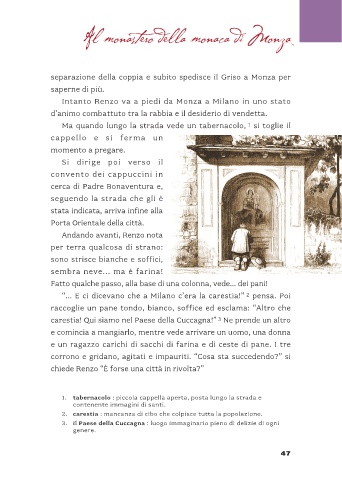 Al monastero della monaca di Monza
separazione della coppia e subito spedisce il Griso a Monza per
saperne di più.
Intanto Renzo va a piedi da Monza a Milano in uno stato
d'animo combattuto tra la rabbia e il desiderio di vendetta.
Ma quando lungo la strada vede un tabernacolo, 1 si toglie il
cappello e si ferma un
momento a pregare.
Si dirige poi verso il
convento dei cappuccini in
cerca di Padre Bonaventura e,
seguendo la strada che gli è
stata indicata, arriva infine alla
Porta Orientale della città.
Andando avanti, Renzo nota
per terra qualcosa di strano:
sono strisce bianche e soffici,
sembra neve... ma è farina!
Fatto qualche passo, alla base di una colonna, vede... dei pani!
"... E ci dicevano che a Milano c'era la carestia!" 2 pensa. Poi
raccoglie un pane tondo, bianco, soffice ed esclama: "Altro che
carestia! Qui siamo nel Paese della Cuccagna!" 3 Ne prende un altro
e comincia a mangiarlo, mentre vede arrivare un uomo, una donna
e un ragazzo carichi di sacchi di farina e di ceste di pane. I tre
corrono e gridano, agitati e impauriti. "Cosa sta succedendo?" si
chiede Renzo "È forse una città in rivolta?"
1. tabernacolo : piccola cappella aperta, posta lungo la strada e
contenente immagini di santi.
2. carestia : mancanza di cibo che colpisce tutta la popolazione.
3. il Paese della Cuccagna : luogo immaginario pieno di delizie di ogni
genere.
47